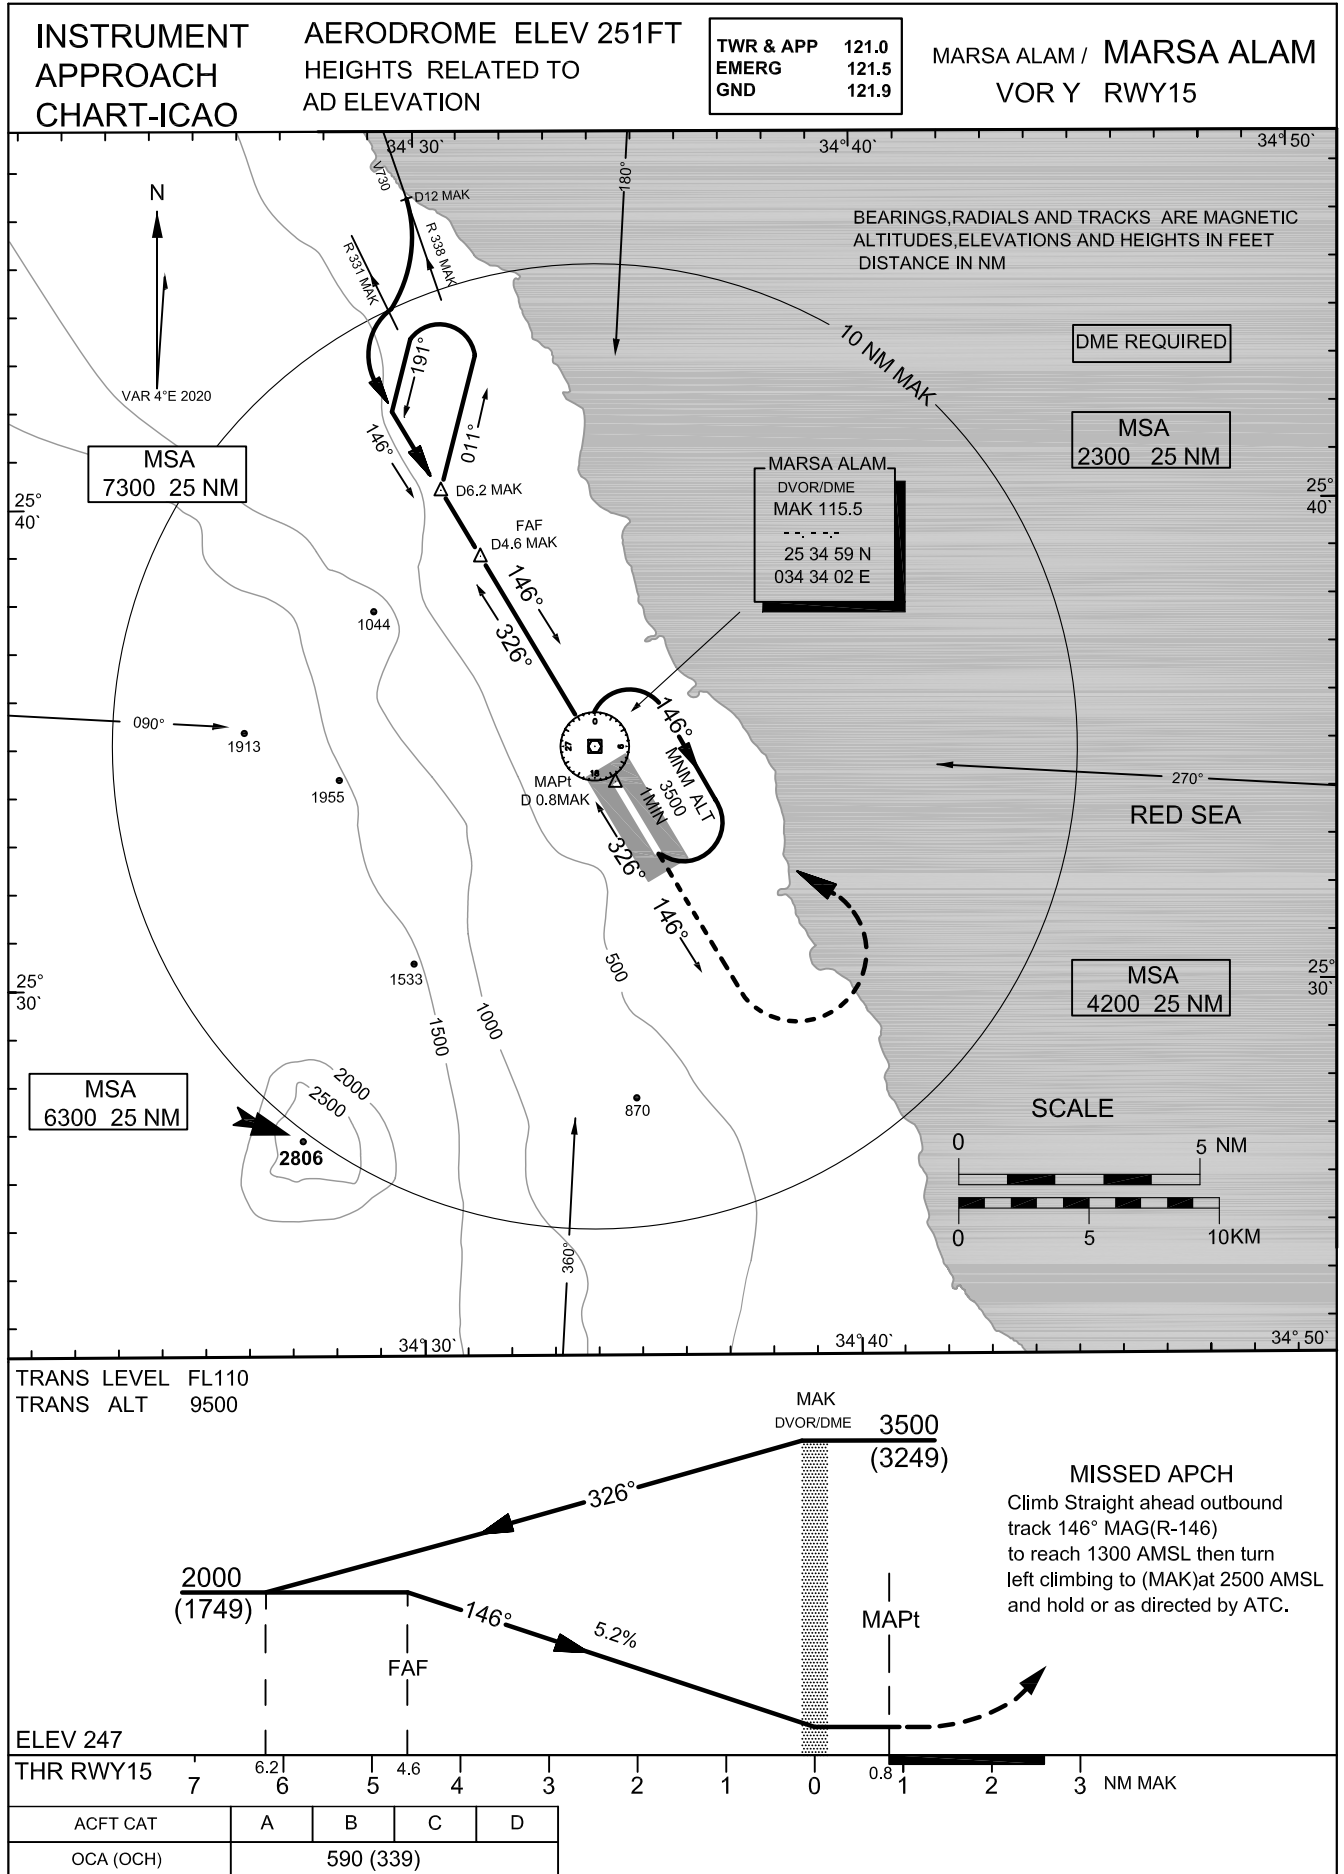 INSTRUMENT
APPROACH
CHART-ICAO
AERODROME ELEV 251FT
HEIGHTS RELATED TO
AD ELEVATION
TWR & APP 121.0
EMERG 121.5
GND 121.9
MARSA ALAM / MARSA ALAM
VOR Y RWY15
34° 30`
34° 40`
34° 50`
V730
D12 MAK
180°
N
VAR 4°E 2020
R 331 MAK
R 338 MAK
BEARINGS,RADIALS AND TRACKS ARE MAGNETIC
ALTITUDES,ELEVATIONS AND HEIGHTS IN FEET
DISTANCE IN NM
10 NM MAK
DME REQUIRED
191°
011°
146°
MSA
7300 25 NM
MSA
2300 25 NM
25°
40`
25°
40`
D6.2 MAK
FAF
D4.6 MAK
146°
326°
MARSA ALAM
DVOR/DME
MAK 115.5
--. .- -.-
25 34 59 N
034 34 02 E
1044
090°
1913
1955
0
9
18
27
146°
MNM ALT
3500
1MIN
MAPt
D 0.8MAK
326°
146°
270°
RED SEA
1533
500
1000
1500
25°
30`
25°
30`
MSA
4200 25 NM
MSA
6300 25 NM
2000
2500
2806
870
360°
SCALE
0 5 NM
0 5 10KM
34° 30`
34° 40`
34° 50`
TRANS LEVEL FL110
TRANS ALT 9500
MAK
DVOR/DME
3500
(3249)
326°
2000
(1749)
146°
5.2%
FAF
MAPt
MISSED APCH
Climb Straight ahead outbound
track 146° MAG(R-146)
to reach 1300 AMSL then turn
left climbing to (MAK)at 2500 AMSL
and hold or as directed by ATC.
ELEV 247
THR RWY15 7 6.2 6 5 4.6 4 3 2 1 0 0.8 1 2 3 NM MAK
ACFT CAT A B C D
OCA (OCH) 590 (339)